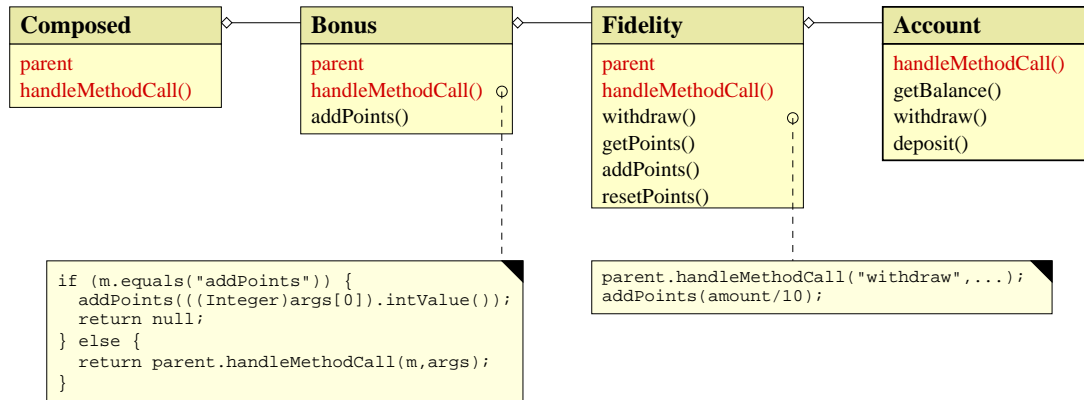 Composed
parent
handleMethodCall()
Bonus
parent
handleMethodCall()
addPoints()
Fidelity
parent
handleMethodCall()
withdraw()
getPoints()
addPoints()
resetPoints()
Account
handleMethodCall()
getBalance()
withdraw()
deposit()
if (m.equals("addPoints")) {
  addPoints(((Integer)args[0]).intValue());
  return null;
} else {
  return parent.handleMethodCall(m,args);
}
parent.handleMethodCall("withdraw",...);
addPoints(amount/10);